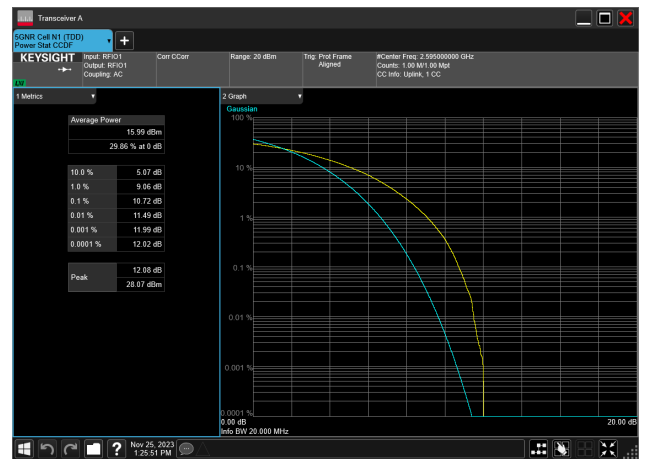 Transceiver A
5GNR Cell N1 (TDD)
Power Stat CCDF
KEYSIGHT
Input: RFIO1
Output: RFIO1
Coupling: AC
Corr CCorr
Range: 20 dBm
Trig: Prot Frame
Aligned
#Center Freq: 2.595000000 GHz
Counts: 1.00 M/1.00 Mpt
CC Info: Uplink, 1 CC
1 Metrics
Average Power
15.99 dBm
29.86 % at 0 dB
10.0 % 5.07 dB
1.0 % 9.06 dB
0.1 % 10.72 dB
0.01 % 11.49 dB
0.001 % 11.99 dB
0.0001 % 12.02 dB
Peak
12.08 dB
28.07 dBm
2 Graph
Gaussian
100 %
10 %
1 %
0.1 %
0.01 %
0.001 %
0.0001 %
0.00 dB
20.00 dB
Info BW 20.000 MHz
Nov 25, 2023
1:25:51 PM